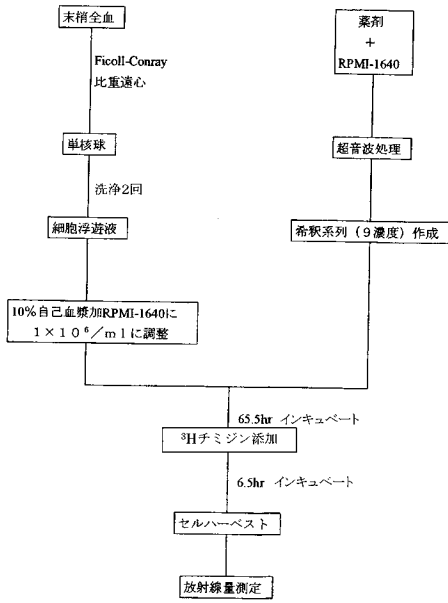 末梢全血
Ficoll-Conray
比重遠心
単核球
洗浄2回
細胞浮遊液
10%自己血漿加RPMI-1640に
1×10⁶/mlに調整
薬剤
+
RPMI-1640
超音波処理
希釈系列（9濃度）作成
65.5hr インキュベート
³Hチミジン添加
6.5hr インキュベート
セルハーベスト
放射線量測定